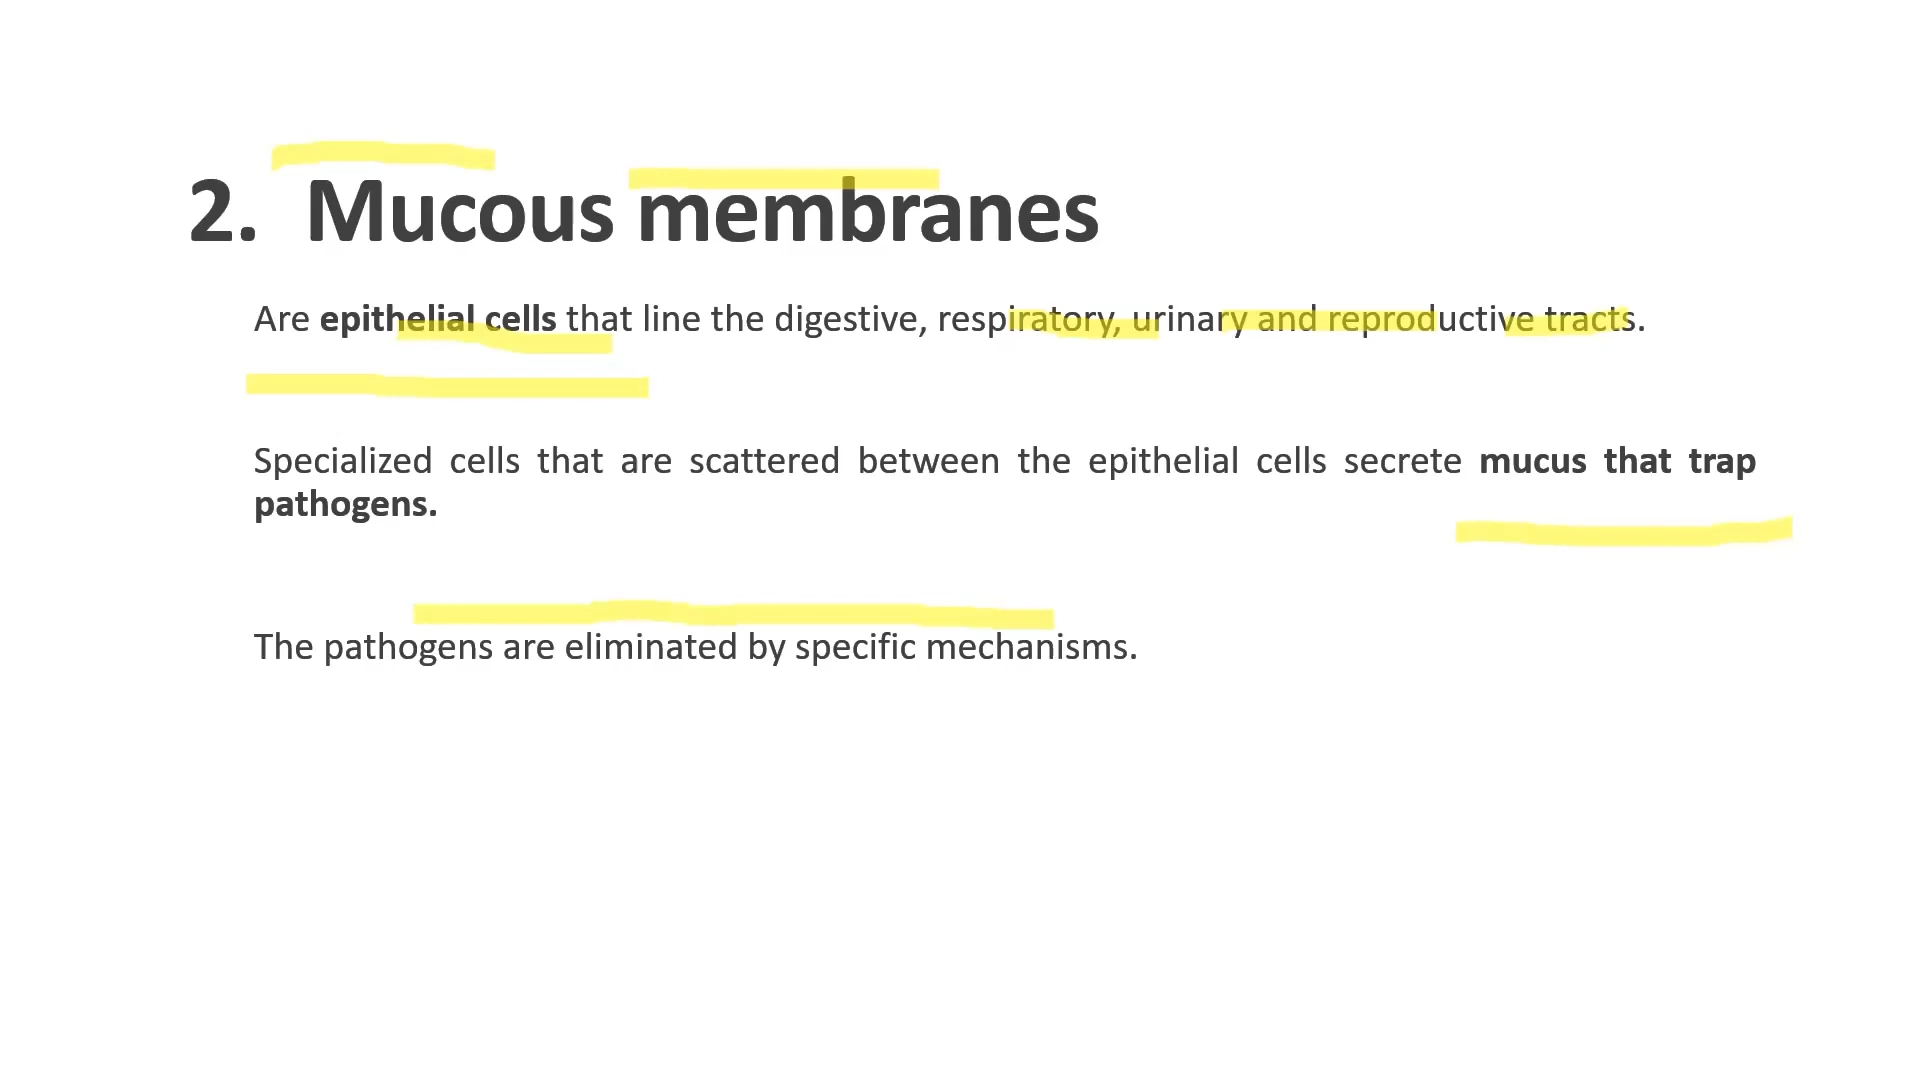 2. Mucous membranes
Are epithelial cells that line the digestive, respiratory, urinary and reproductive tracts.
Specialized cells that are scattered between the epithelial cells secrete mucus that trap
pathogens.
The pathogens are eliminated by specific mechanisms.